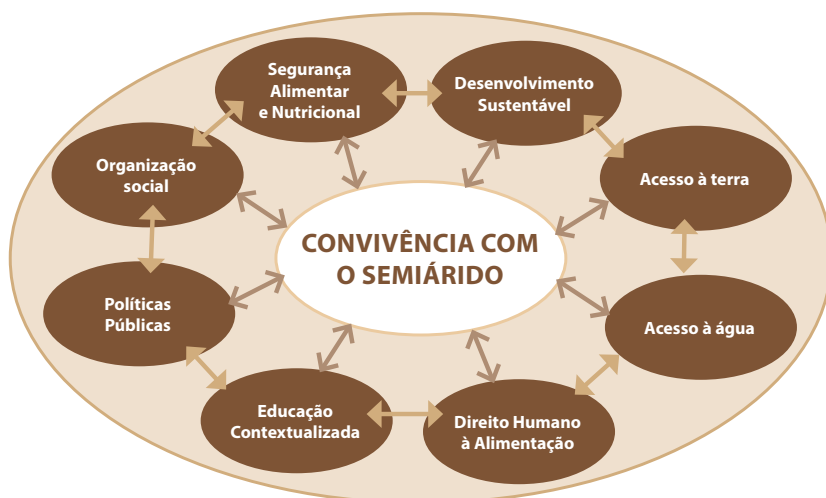 Segurança
Alimentar
e Nutricional
Desenvolvimento
Sustentável
Organização
social
Acesso à terra
CONVIVÊNCIA COM
O SEMIÁRIDO
Políticas
Públicas
Acesso à água
Educação
Contextualizada
Direito Humano
à Alimentação